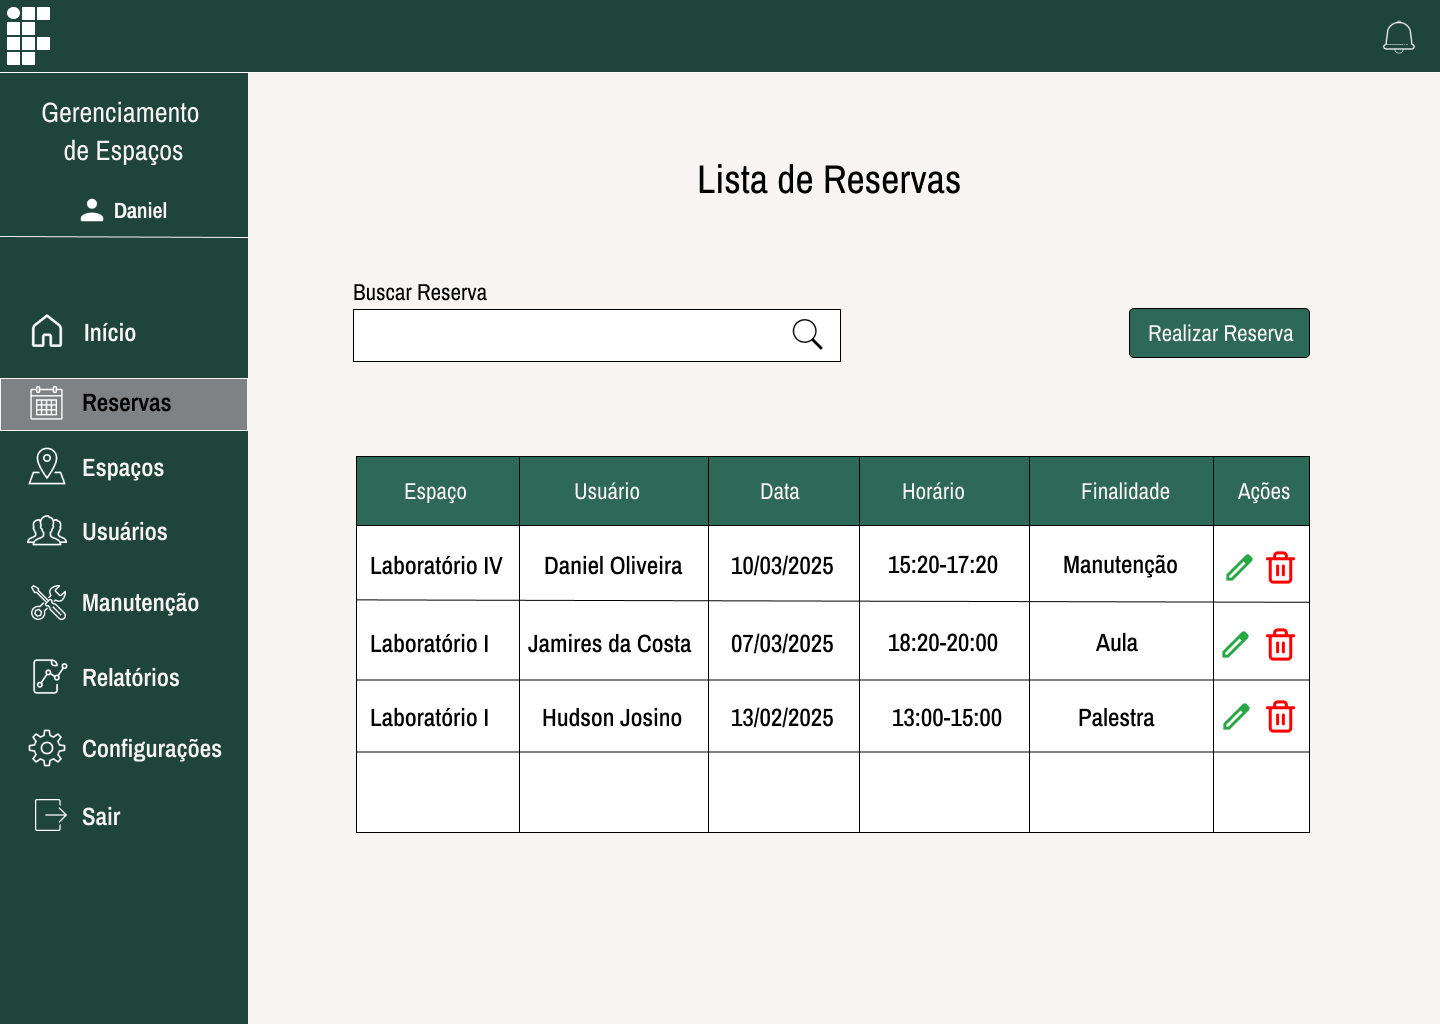 Gerenciamento
de Espaços
Daniel
Início
Reservas
Espaços
Usuários
Manutenção
Relatórios
Configurações
Sair
Lista de Reservas
Buscar Reserva
Realizar Reserva
Espaço Usuário Data Horário Finalidade Ações
Laboratório IV Daniel Oliveira 10/03/2025 15:20-17:20 Manutenção
Laboratório I Jamires da Costa 07/03/2025 18:20-20:00 Aula
Laboratório I Hudson Josino 13/02/2025 13:00-15:00 Palestra